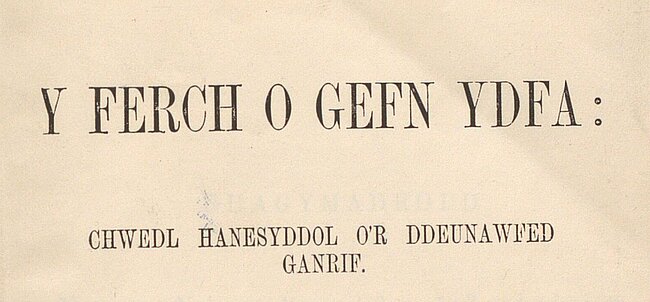 Y FERCH O GEFN YDFA:
CHWEDL HANESYDDOL O'R DDEUNAWFED
GANRIF.